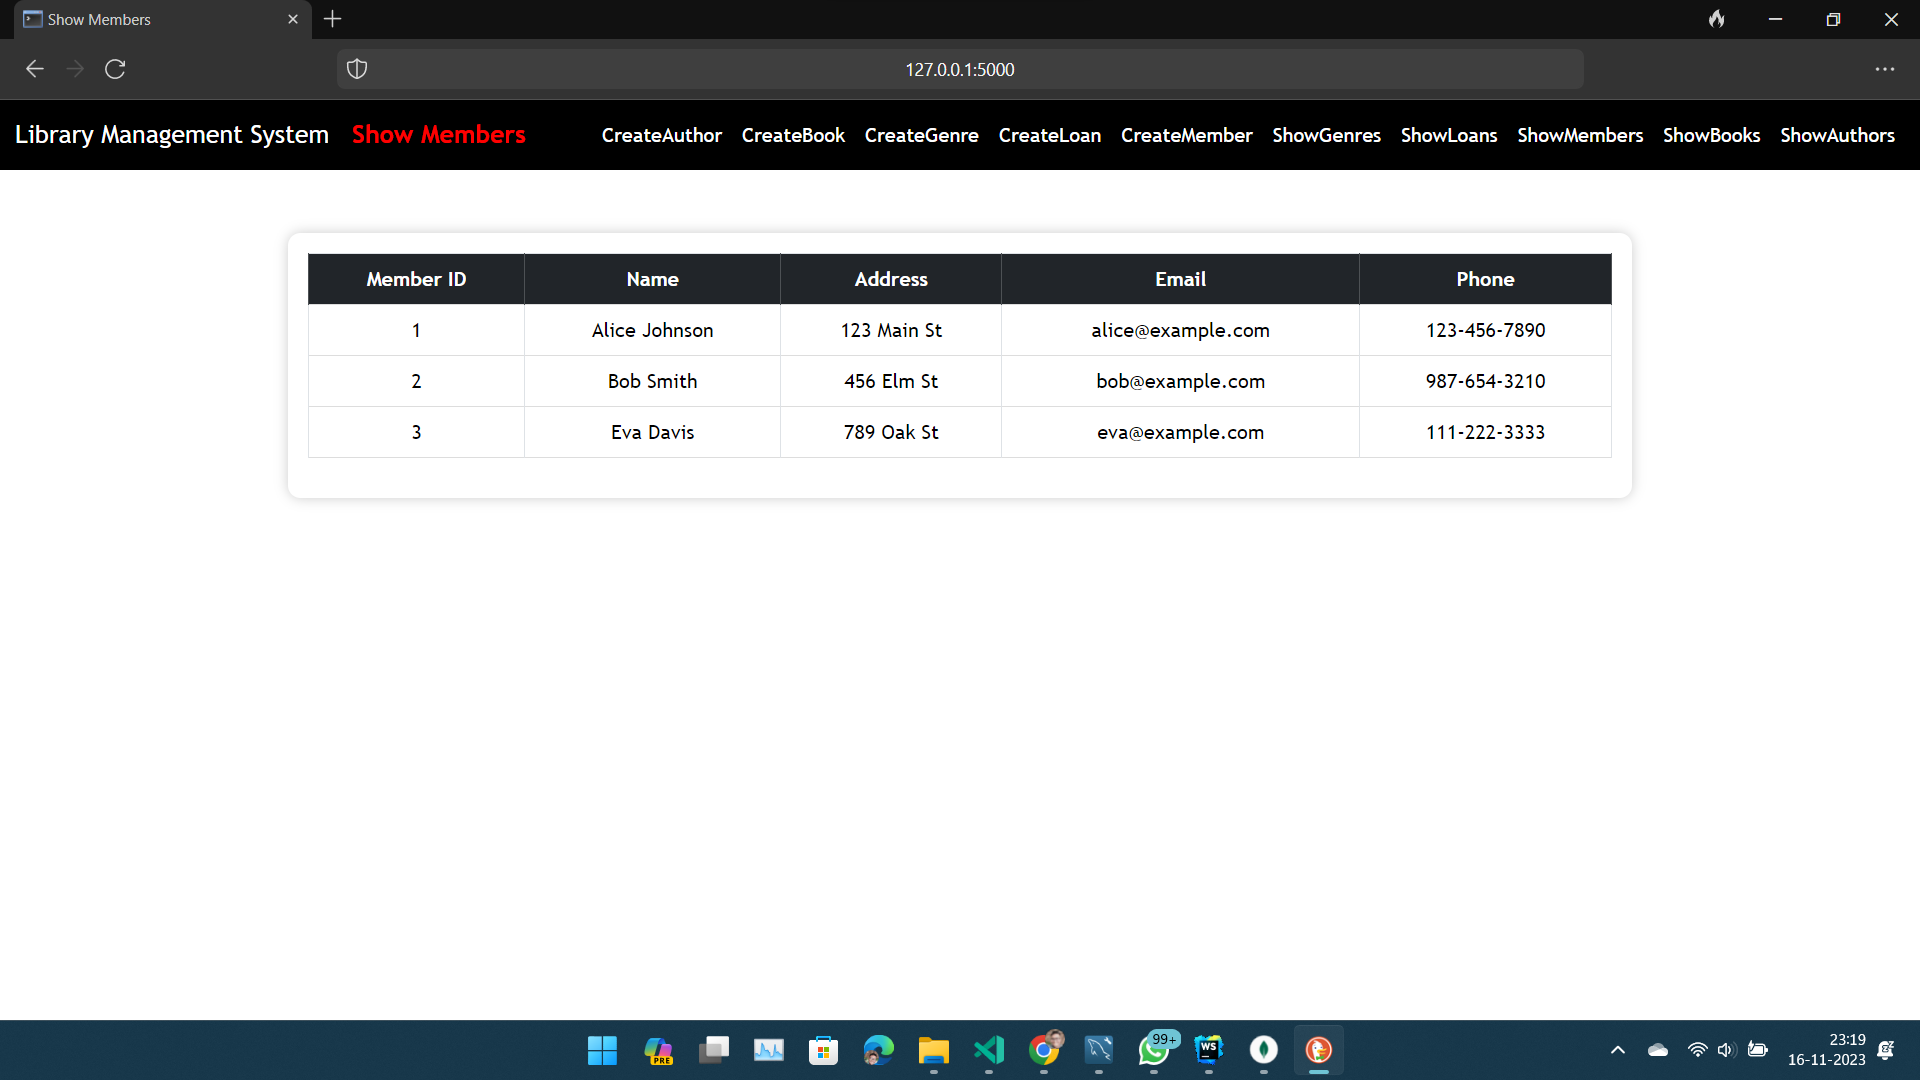 Show Members
127.0.0.1:5000
Library Management System Show Members CreateAuthor CreateBook CreateGenre CreateLoan CreateMember ShowGenres ShowLoans ShowMembers ShowBooks ShowAuthors
Member ID Name Address Email Phone
1 Alice Johnson 123 Main St alice@example.com 123-456-7890
2 Bob Smith 456 Elm St bob@example.com 987-654-3210
3 Eva Davis 789 Oak St eva@example.com 111-222-3333
PRE 99+ WS 23:19
16-11-2023